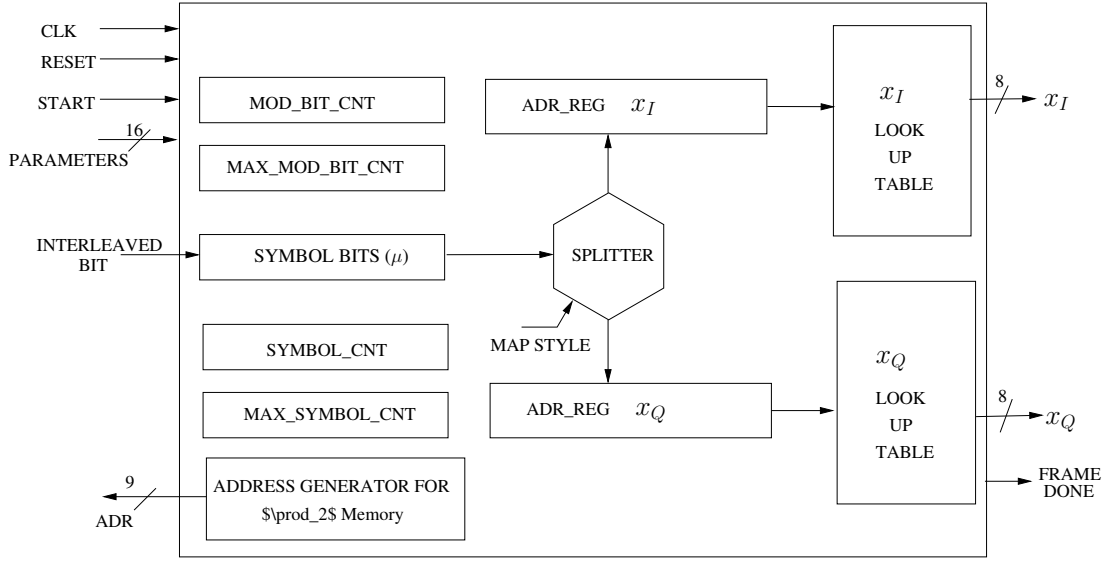 CLK
RESET
START
16
PARAMETERS
INTERLEAVED
BIT
9
ADR
MOD_BIT_CNT
MAX_MOD_BIT_CNT
SYMBOL BITS (μ)
SYMBOL_CNT
MAX_SYMBOL_CNT
ADDRESS GENERATOR FOR
$\prod_2$ Memory
ADR_REG x_I
SPLITTER
MAP STYLE
ADR_REG x_Q
x_I
LOOK
UP
TABLE
x_Q
LOOK
UP
TABLE
8
x_I
8
x_Q
FRAME
DONE